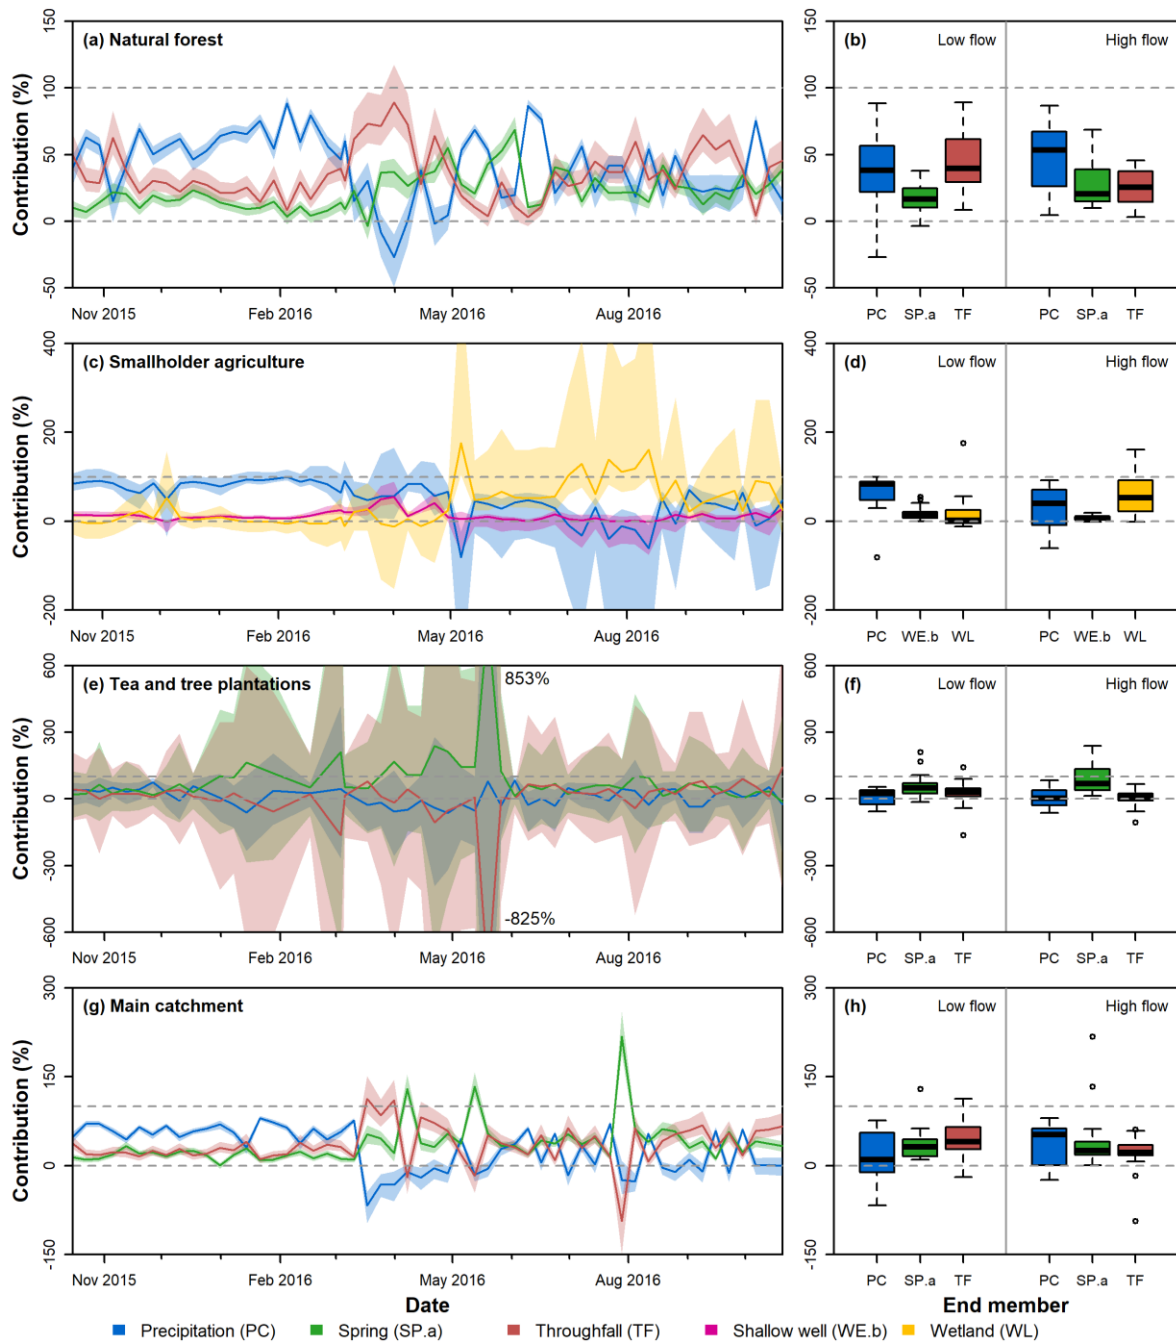 (a) Natural forest
Contribution (%)
150
100
50
0
-50
Nov 2015
Feb 2016
May 2016
Aug 2016
(b)
Low flow
High flow
150
100
50
0
-50
PC
SP.a
TF
PC
SP.a
TF
(c) Smallholder agriculture
Contribution (%)
400
200
0
-200
Nov 2015
Feb 2016
May 2016
Aug 2016
(d)
Low flow
High flow
400
200
0
-200
PC
WE.b
WL
PC
WE.b
WL
(e) Tea and tree plantations
853%
-825%
Contribution (%)
600
300
0
-300
-600
Nov 2015
Feb 2016
May 2016
Aug 2016
(f)
Low flow
High flow
600
300
0
-300
-600
PC
SP.a
TF
PC
SP.a
TF
(g) Main catchment
Contribution (%)
300
150
0
-150
Nov 2015
Feb 2016
May 2016
Aug 2016
Date
(h)
Low flow
High flow
300
150
0
-150
PC
SP.a
TF
PC
SP.a
TF
End member
Precipitation (PC)
Spring (SP.a)
Throughfall (TF)
Shallow well (WE.b)
Wetland (WL)